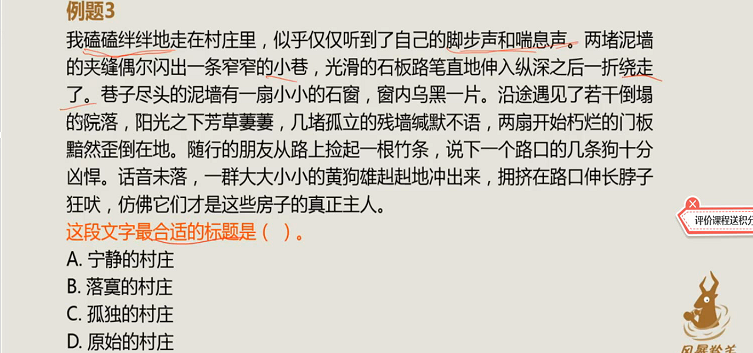 例题3
我磕磕绊绊地走在村庄里，似乎仅仅听到了自己的脚步声和喘息声。两堵泥墙
的夹缝偶尔闪出一条窄窄的小巷，光滑的石板路笔直地伸入纵深之后一折绕走
了。巷子尽头的泥墙有一扇小小的石窗，窗内乌黑一片。沿途遇见了若干倒塌
的院落，阳光之下芳草萋萋，几堵孤立的残墙缄默不语，两扇开始朽烂的门板
黯然歪倒在地。随行的朋友从路上捡起一根竹条，说下一个路口的几条狗十分
凶悍。话音未落，一群大大小小的黄狗雄赳赳地冲出来，拥挤在路口伸长脖子
狂吠，仿佛它们才是这些房子的真正主人。
评价课程送积分
这段文字最合适的标题是（ ）。
A. 宁静的村庄
B. 落寞的村庄
C. 孤独的村庄
D. 原始的村庄